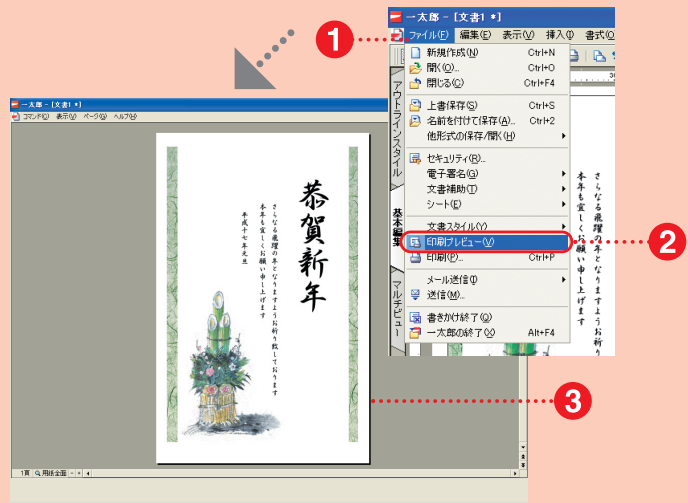 1
一太郎 - [文書1 *]
ファイル(F) 編集(E) 表示(V) 挿入(I) 書式(O)
新規作成(N) Ctrl+N
開く(O)... Ctrl+O
閉じる(C) Ctrl+F4
上書保存(S) Ctrl+S
名前を付けて保存(A)... Ctrl+2
他形式の保存/開く(H)
セキュリティ(R)...
電子署名(G)
文書補助(T)
シート(E)
文書スタイル(Y)
印刷プレビュー(V)
印刷(P)... Ctrl+P
メール送信(I)
送信(M)...
書きかけ終了(Q)
一太郎の終了(X) Alt+F4
アウトラインスタイル
基本編集
マルチビュー
さらなる飛躍の年となりますようお祈り
本年も宜しくお願い申し上げます
2
一太郎 - [文書1 *]
コマンド(C) 表示(V) ページ(G) ヘルプ(H)
恭賀新年
さらなる飛躍の年となりますようお祈り致しております
本年も宜しくお願い申し上げます
平成十七年元旦
3
1頁 用紙全面 - +